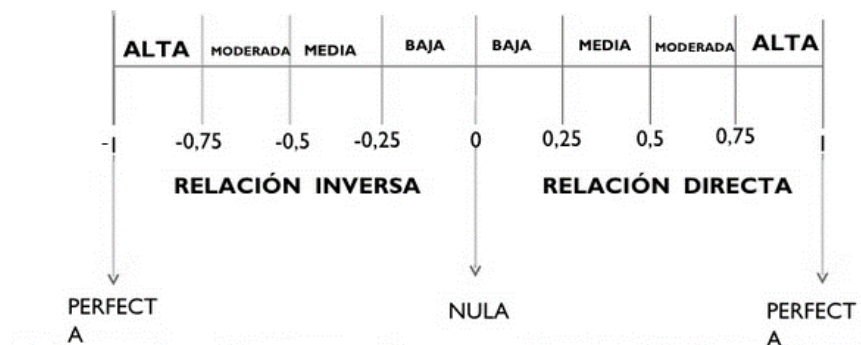 ALTA MODERADA MEDIA BAJA BAJA MEDIA MODERADA ALTA
-1 -0,75 -0,5 -0,25 0 0,25 0,5 0,75 1
RELACIÓN INVERSA RELACIÓN DIRECTA
PERFECT NULA PERFECT
A A